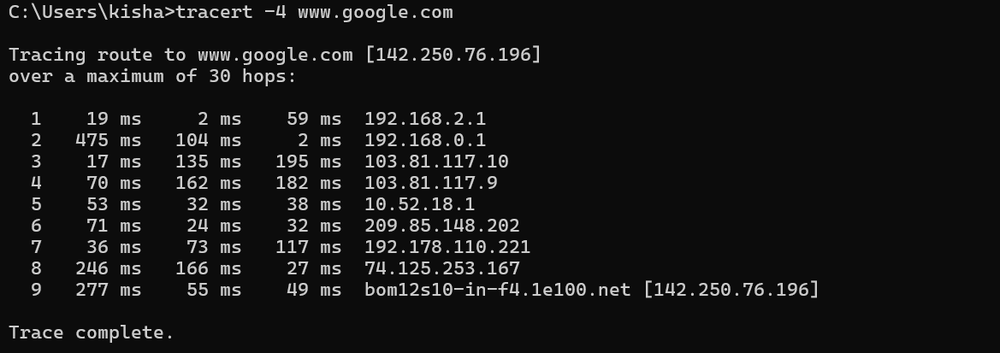 C:\Users\kisha>tracert -4 www.google.com
Tracing route to www.google.com [142.250.76.196]
over a maximum of 30 hops:
1 19 ms 2 ms 59 ms 192.168.2.1
2 475 ms 104 ms 2 ms 192.168.0.1
3 17 ms 135 ms 195 ms 103.81.117.10
4 70 ms 162 ms 182 ms 103.81.117.9
5 53 ms 32 ms 38 ms 10.52.18.1
6 71 ms 24 ms 32 ms 209.85.148.202
7 36 ms 73 ms 117 ms 192.178.110.221
8 246 ms 166 ms 27 ms 74.125.253.167
9 277 ms 55 ms 49 ms bom12s10-in-f4.1e100.net [142.250.76.196]
Trace complete.